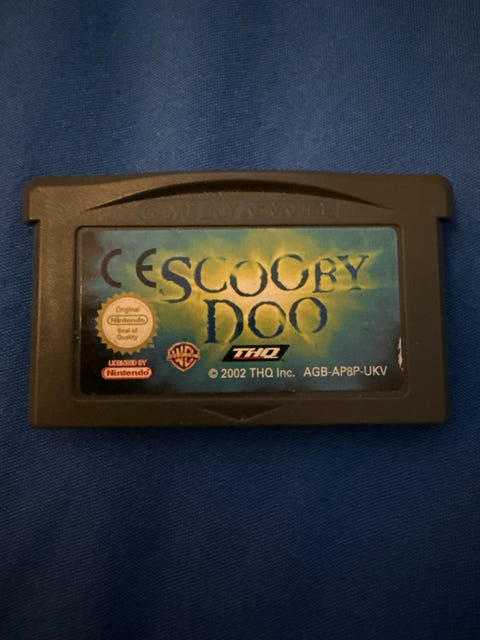 GAME BOY ADVANCE
CE SCOOBY
DOO
Original
Nintendo
Seal of
Quality
THQ
LICENSED BY
Nintendo
WB
© 2002 THQ Inc. AGB-AP8P-UKV